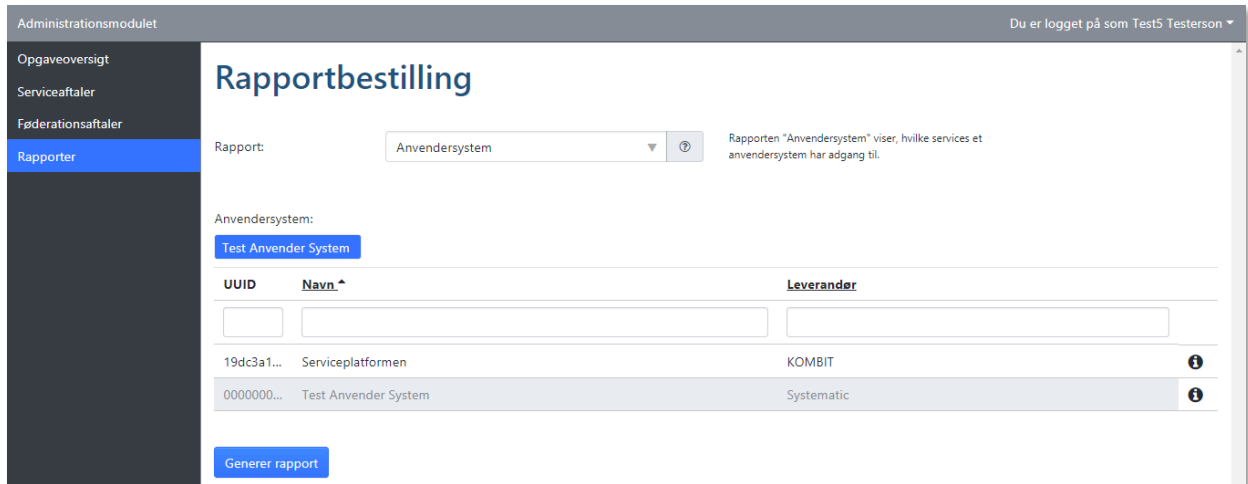 Administrationsmodulet
Du er logget på som Test5 Testerson
Opgaveoversigt
Serviceaftaler
Føderationsaftaler
Rapporter
Rapportbestilling
Rapport:
Anvendersystem
Rapporten "Anvendersystem" viser, hvilke services et
anvendersystem har adgang til.
Anvendersystem:
Test Anvender System
UUID Navn Leverandør
19dc3a1... Serviceplatformen KOMBIT
0000000... Test Anvender System Systematic
Generer rapport